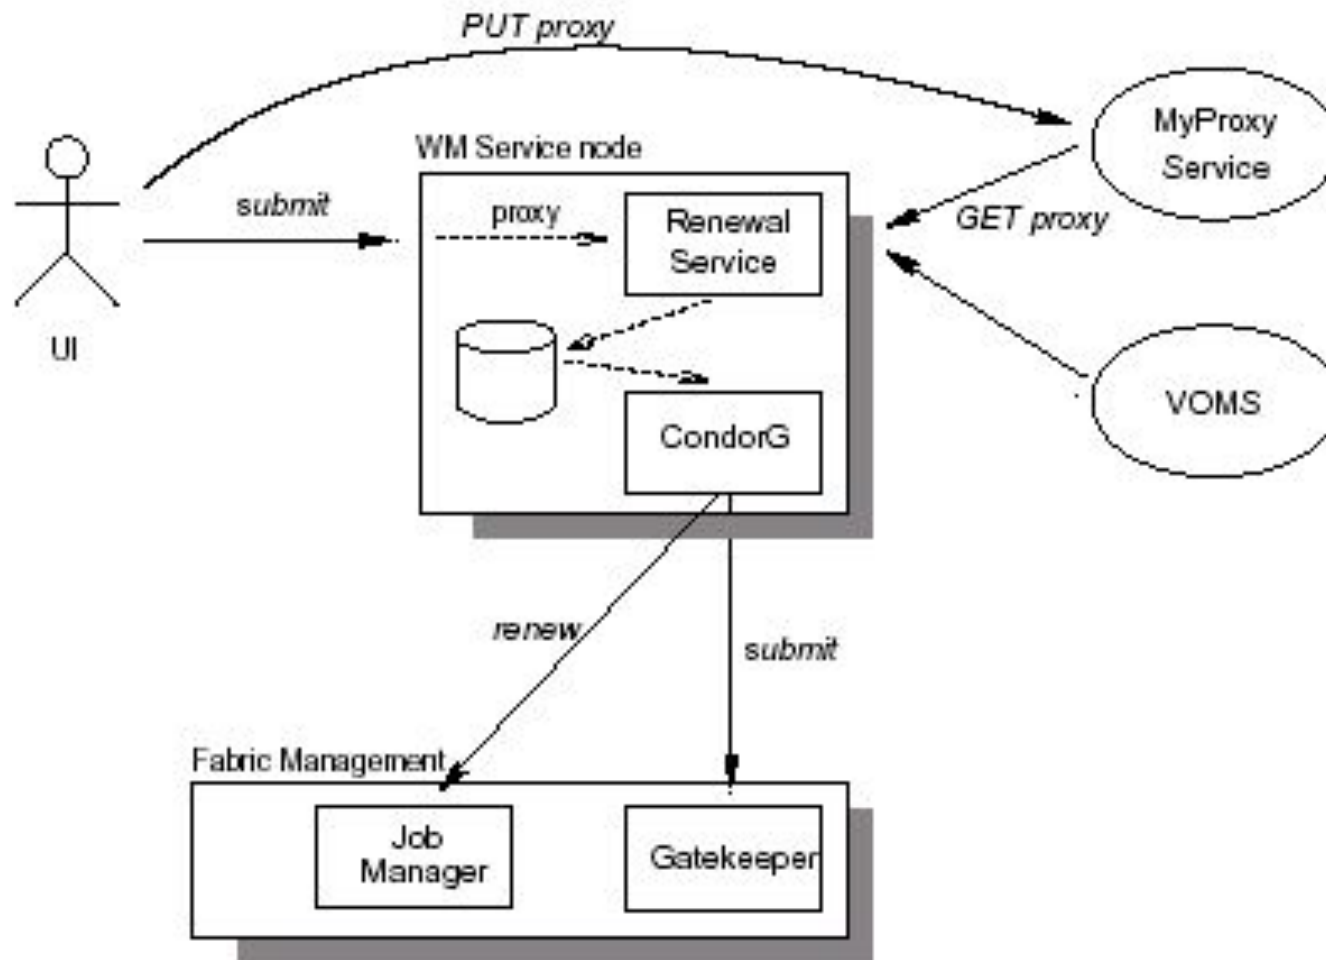 PUT proxy
MyProxy
Service
WM Service node
submit
proxy
Renewal
Service
GET proxy
UI
VOMS
CondorG
renew
submit
Fabric Management
Job
Manager
Gatekeeper